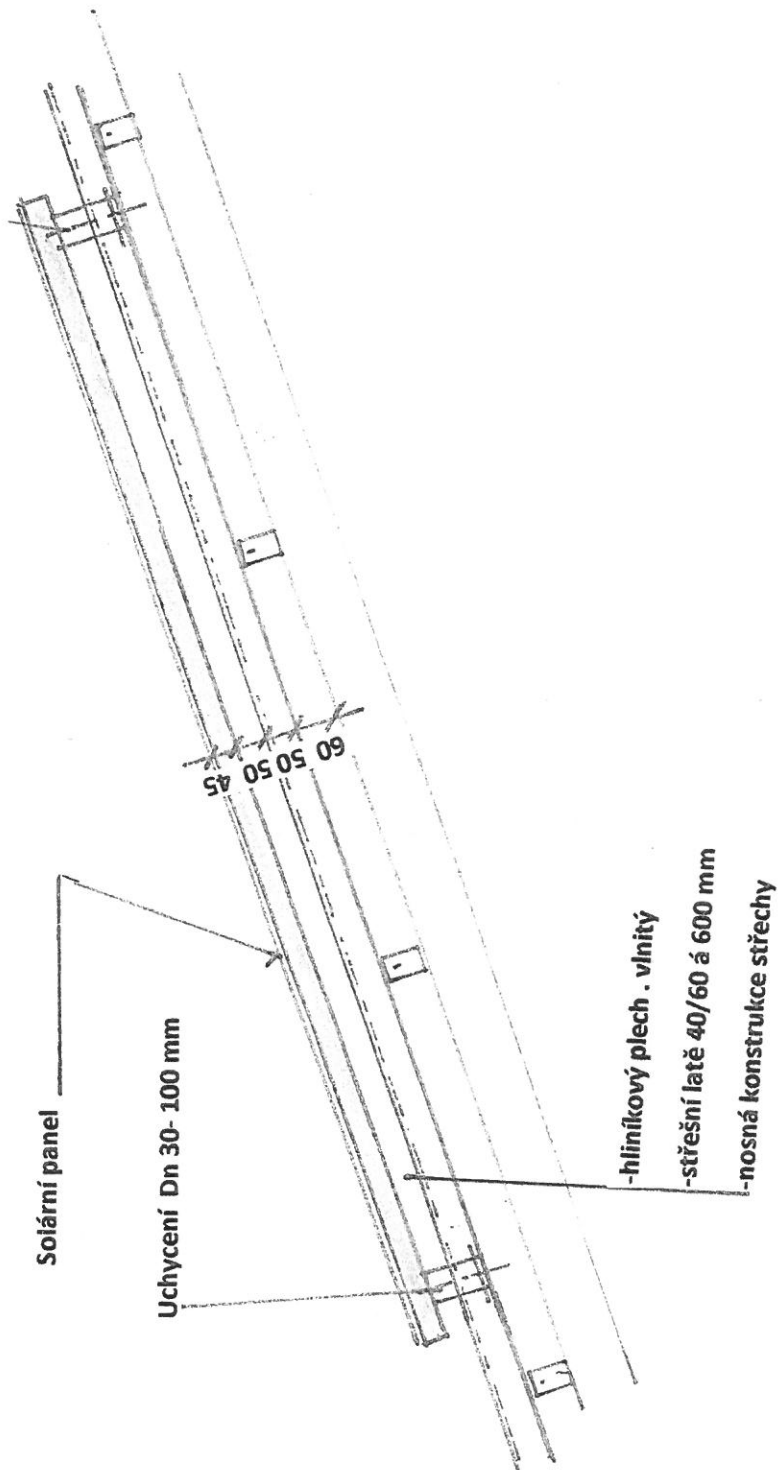 Solární panel
Uchycení Dn 30- 100 mm
45 50 50 60
-hliníkový plech . vlnitý
-střešní latě 40/60 á 600 mm
-nosná konstrukce střechy